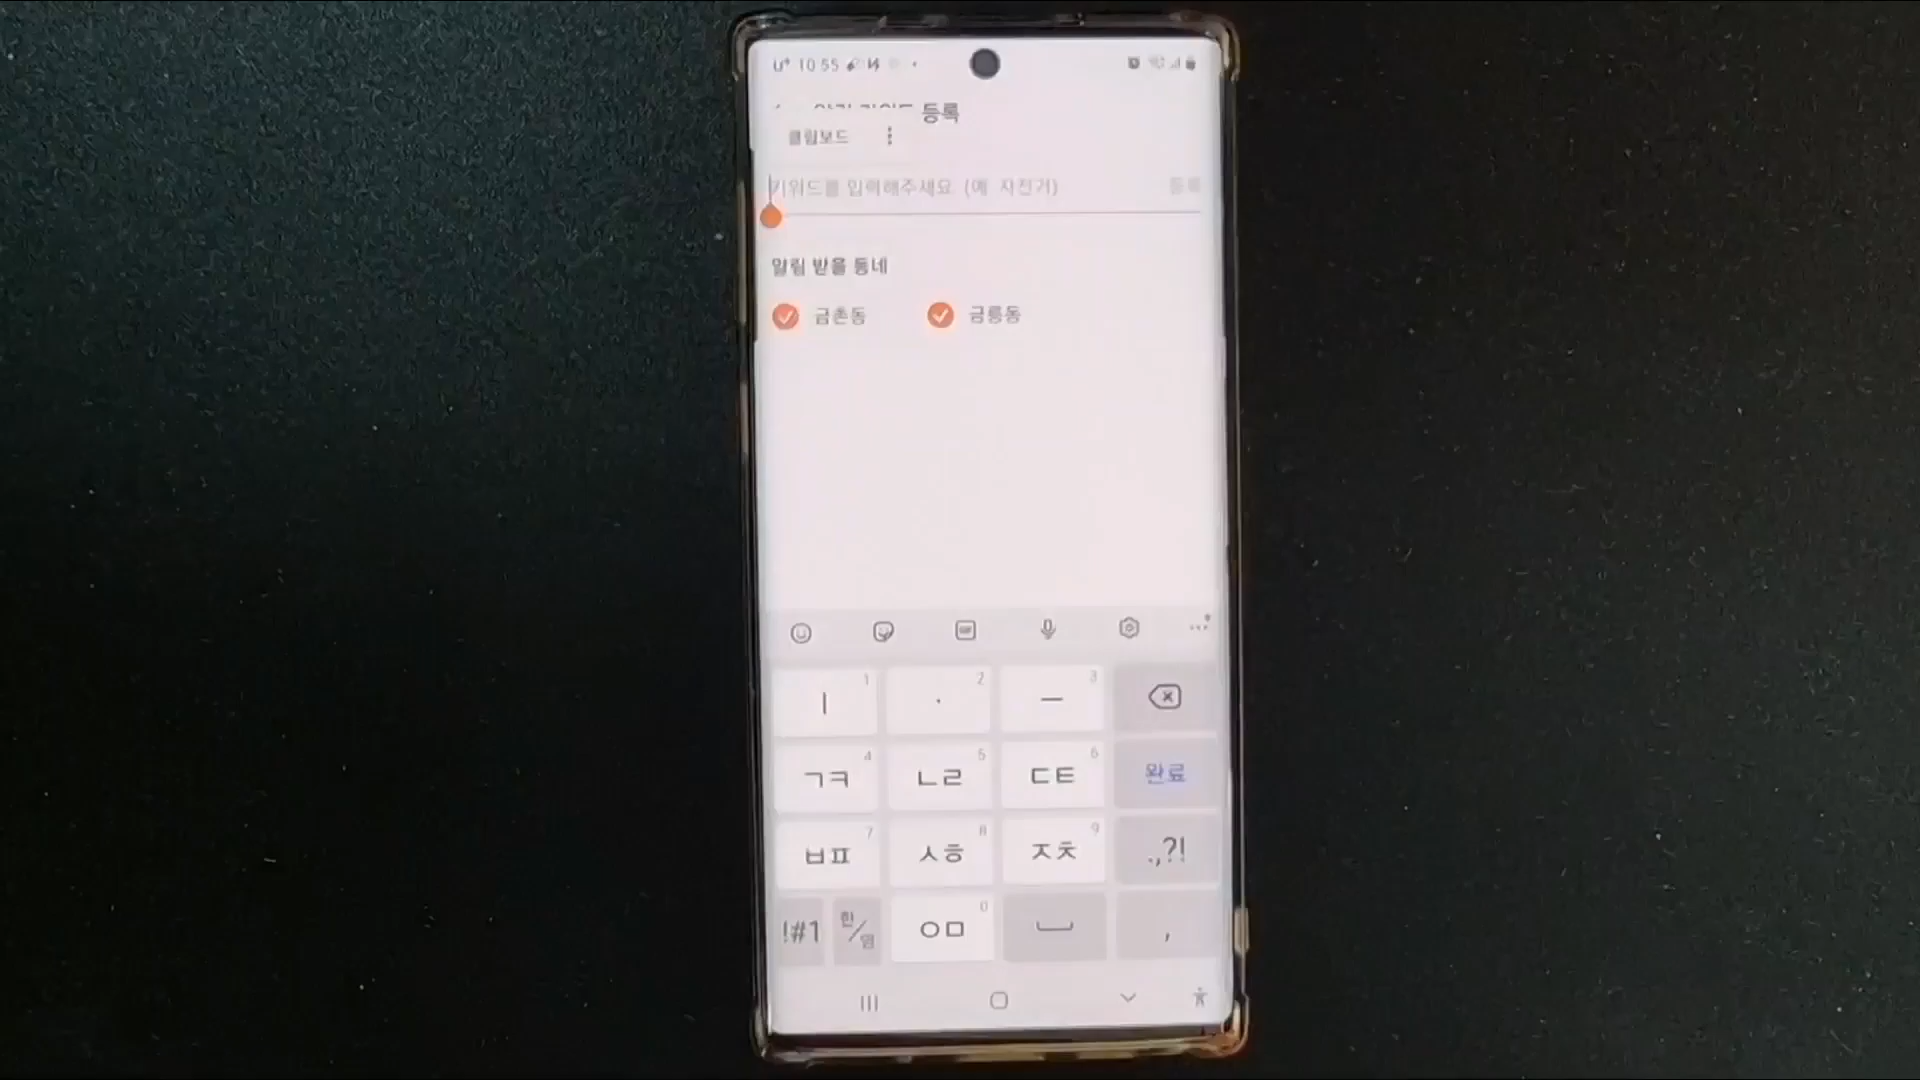 10:55
등록
클립보드
키워드를 입력해주세요. (예: 자전거) 등록
알림 받을 동네
금촌동 금릉동
ㅣ 1 · 2 ㅡ 3
ㄱㅋ 4 ㄴㄹ 5 ㄷㅌ 6 완료
ㅂㅍ 7 ㅅㅎ 8 ㅈㅊ 9 .,?!
!#1 한/영 ㅇㅁ 0 ,